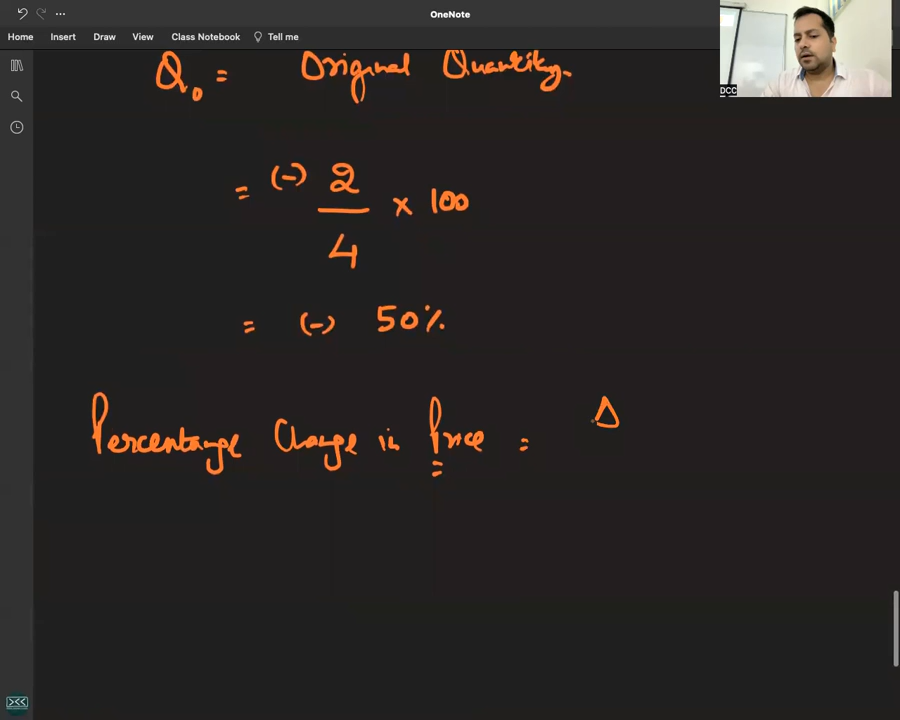 OneNote
Home Insert Draw View Class Notebook Tell me
DCC
Q₀ = Original Quantity.
= (-) 2/4 x 100
= (-) 50%
Percentange Change in Price = Δ